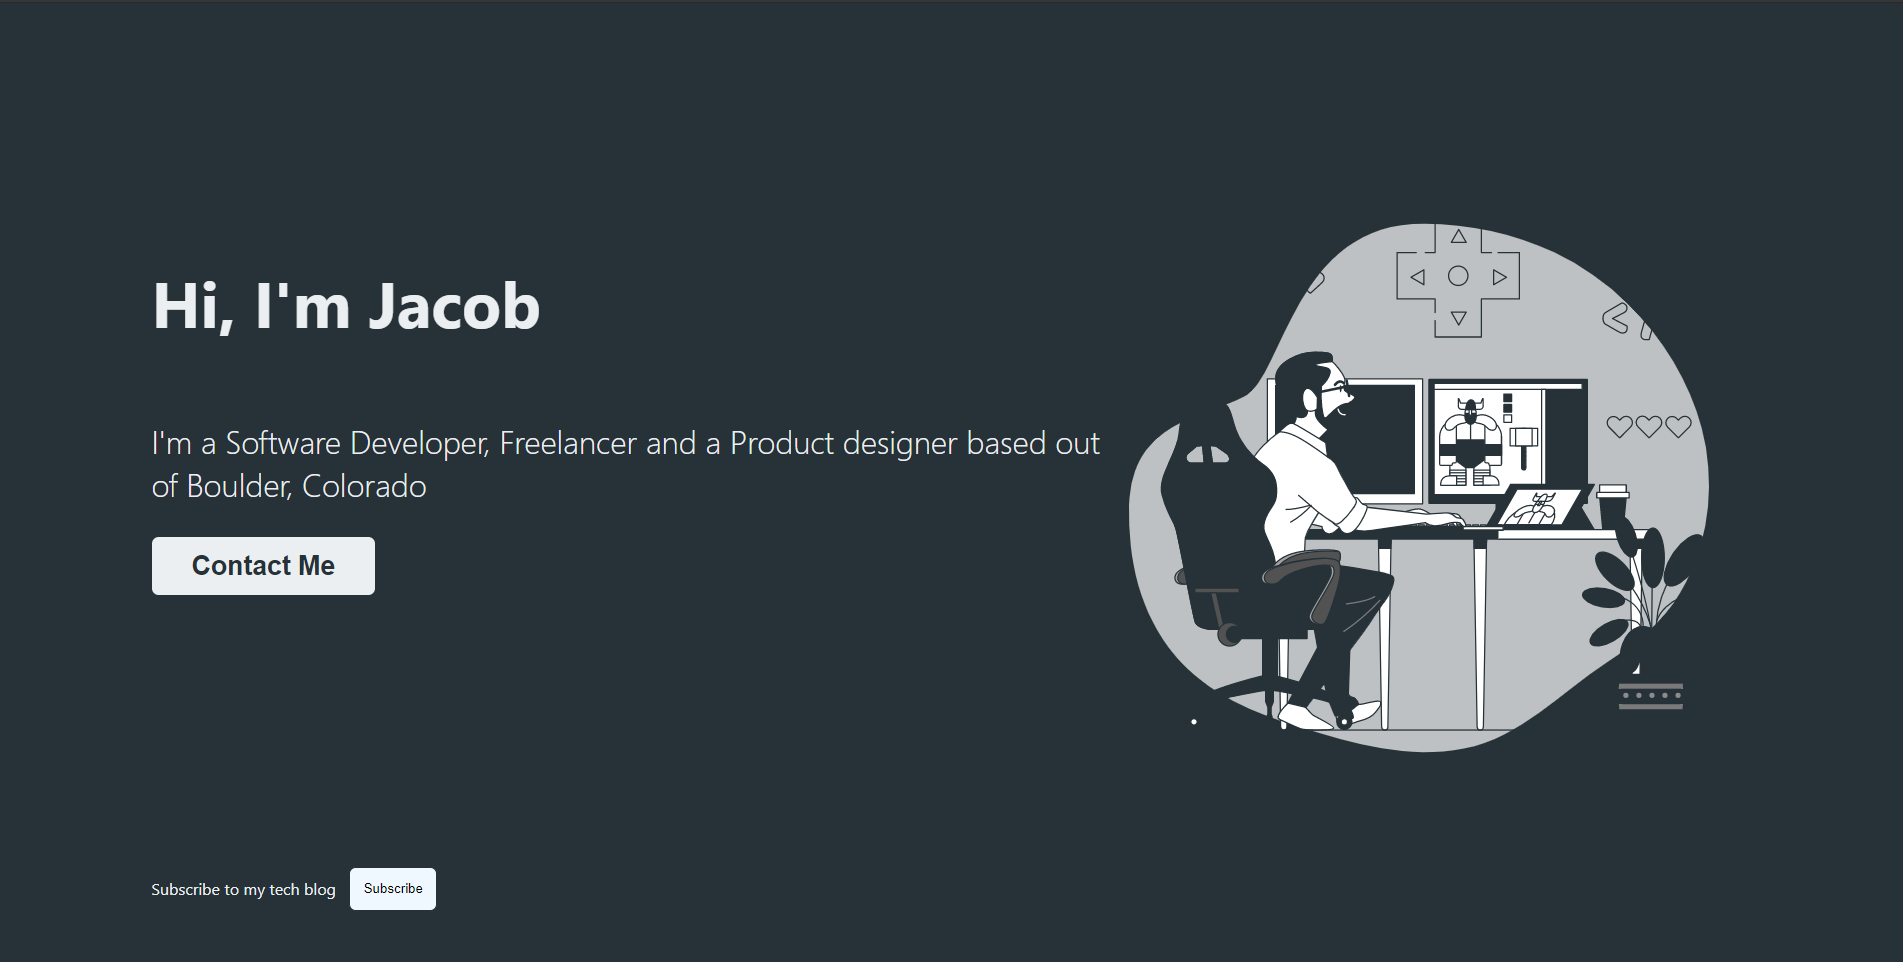 Hi, I'm Jacob
I'm a Software Developer, Freelancer and a Product designer based out
of Boulder, Colorado
Contact Me
Subscribe to my tech blog
Subscribe